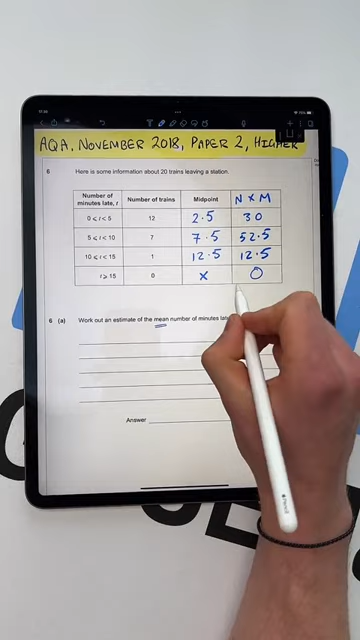 AQA, NOVEMBER 2018, PAPER 2, HIGHER
6 Here is some information about 20 trains leaving a station.
Number of minutes late, t | Number of trains | Midpoint | N × M
0 ⩽ t < 5 | 12 | 2.5 | 30
5 ⩽ t < 10 | 7 | 7.5 | 52.5
10 ⩽ t < 15 | 1 | 12.5 | 12.5
t ⩾ 15 | 0 | × | 0
6 (a) Work out an estimate of the mean number of minutes late
Answer